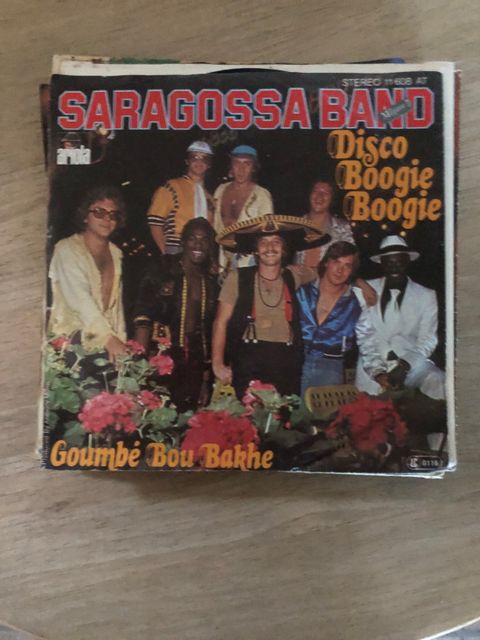 STEREO 11 608 AT
SARAGOSSA BAND
ariola
Disco
Boogie
Boogie
Goumbé Bou Bakhe